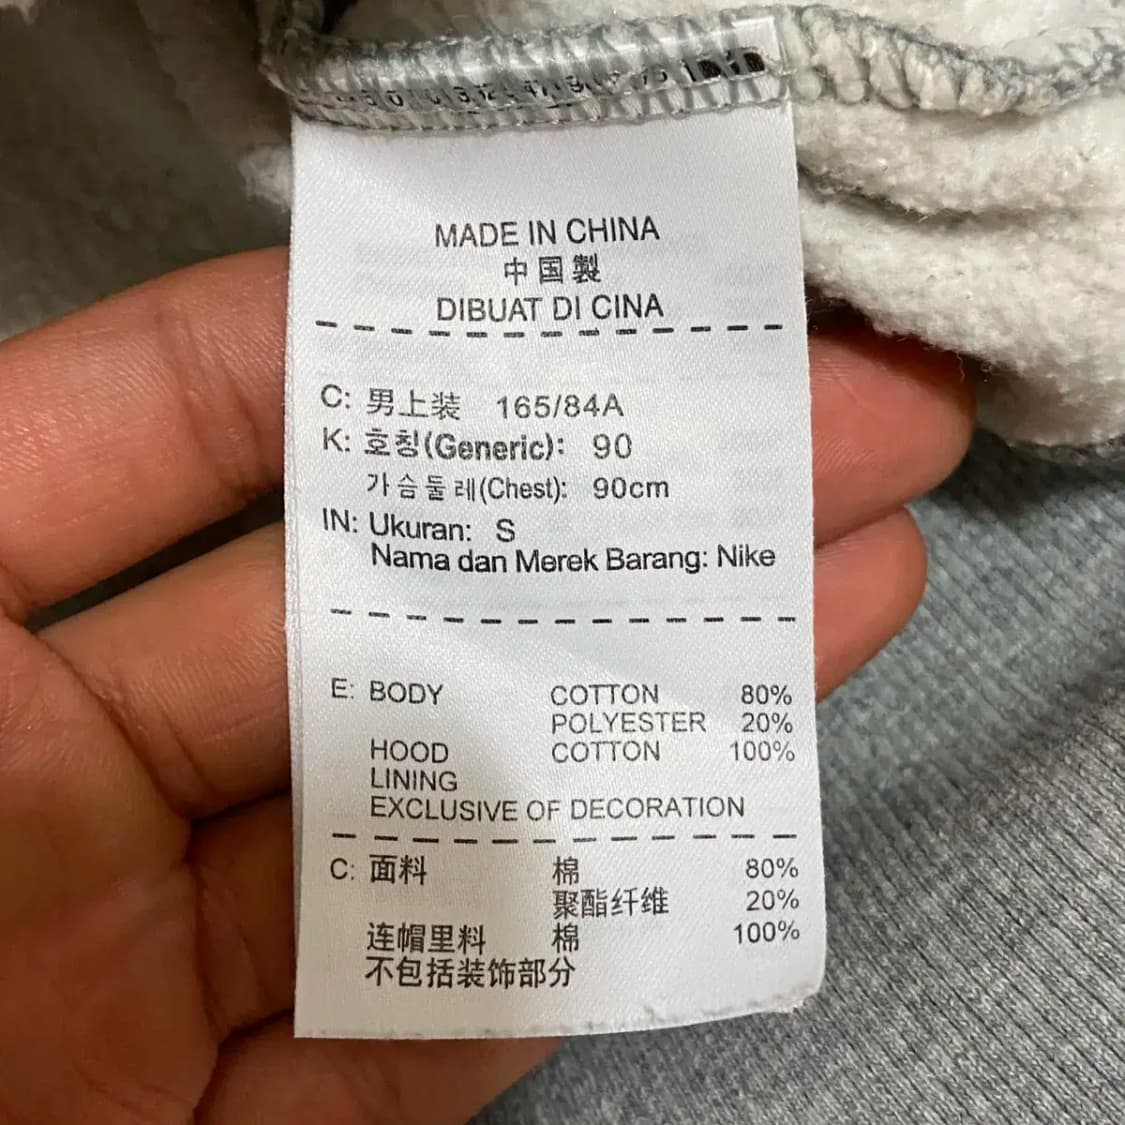 MADE IN CHINA
中国製
DIBUAT DI CINA
C: 男上装 165/84A
K: 호칭(Generic): 90
가슴둘레(Chest): 90cm
IN: Ukuran: S
Nama dan Merek Barang: Nike
E: BODY COTTON 80%
POLYESTER 20%
HOOD COTTON 100%
LINING
EXCLUSIVE OF DECORATION
C: 面料 棉 80%
聚酯纤维 20%
连帽里料 棉 100%
不包括装饰部分